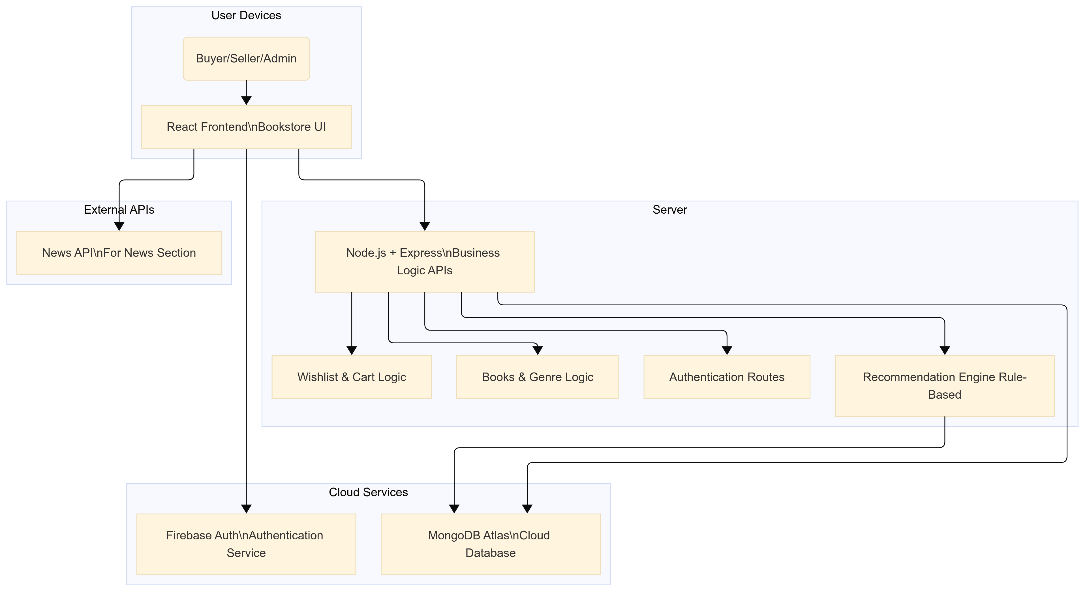 User Devices
Buyer/Seller/Admin
React Frontend\nBookstore UI
External APIs
News API\nFor News Section
Server
Node.js + Express\nBusiness
Logic APIs
Wishlist & Cart Logic
Books & Genre Logic
Authentication Routes
Recommendation Engine Rule-
Based
Cloud Services
Firebase Auth\nAuthentication
Service
MongoDB Atlas\nCloud
Database